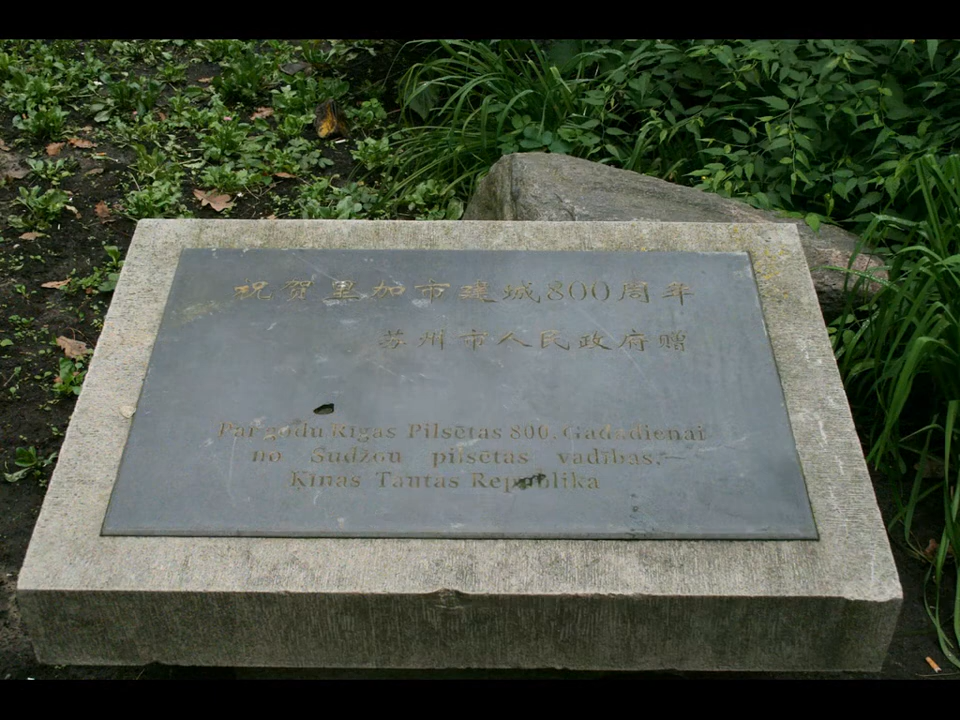 祝贺里加市建城800周年
苏州市人民政府赠
Par godu Rīgas Pilsētas 800. Gadadienai
no Sudžou pilsētas vadības.
Ķīnas Tautas Republika